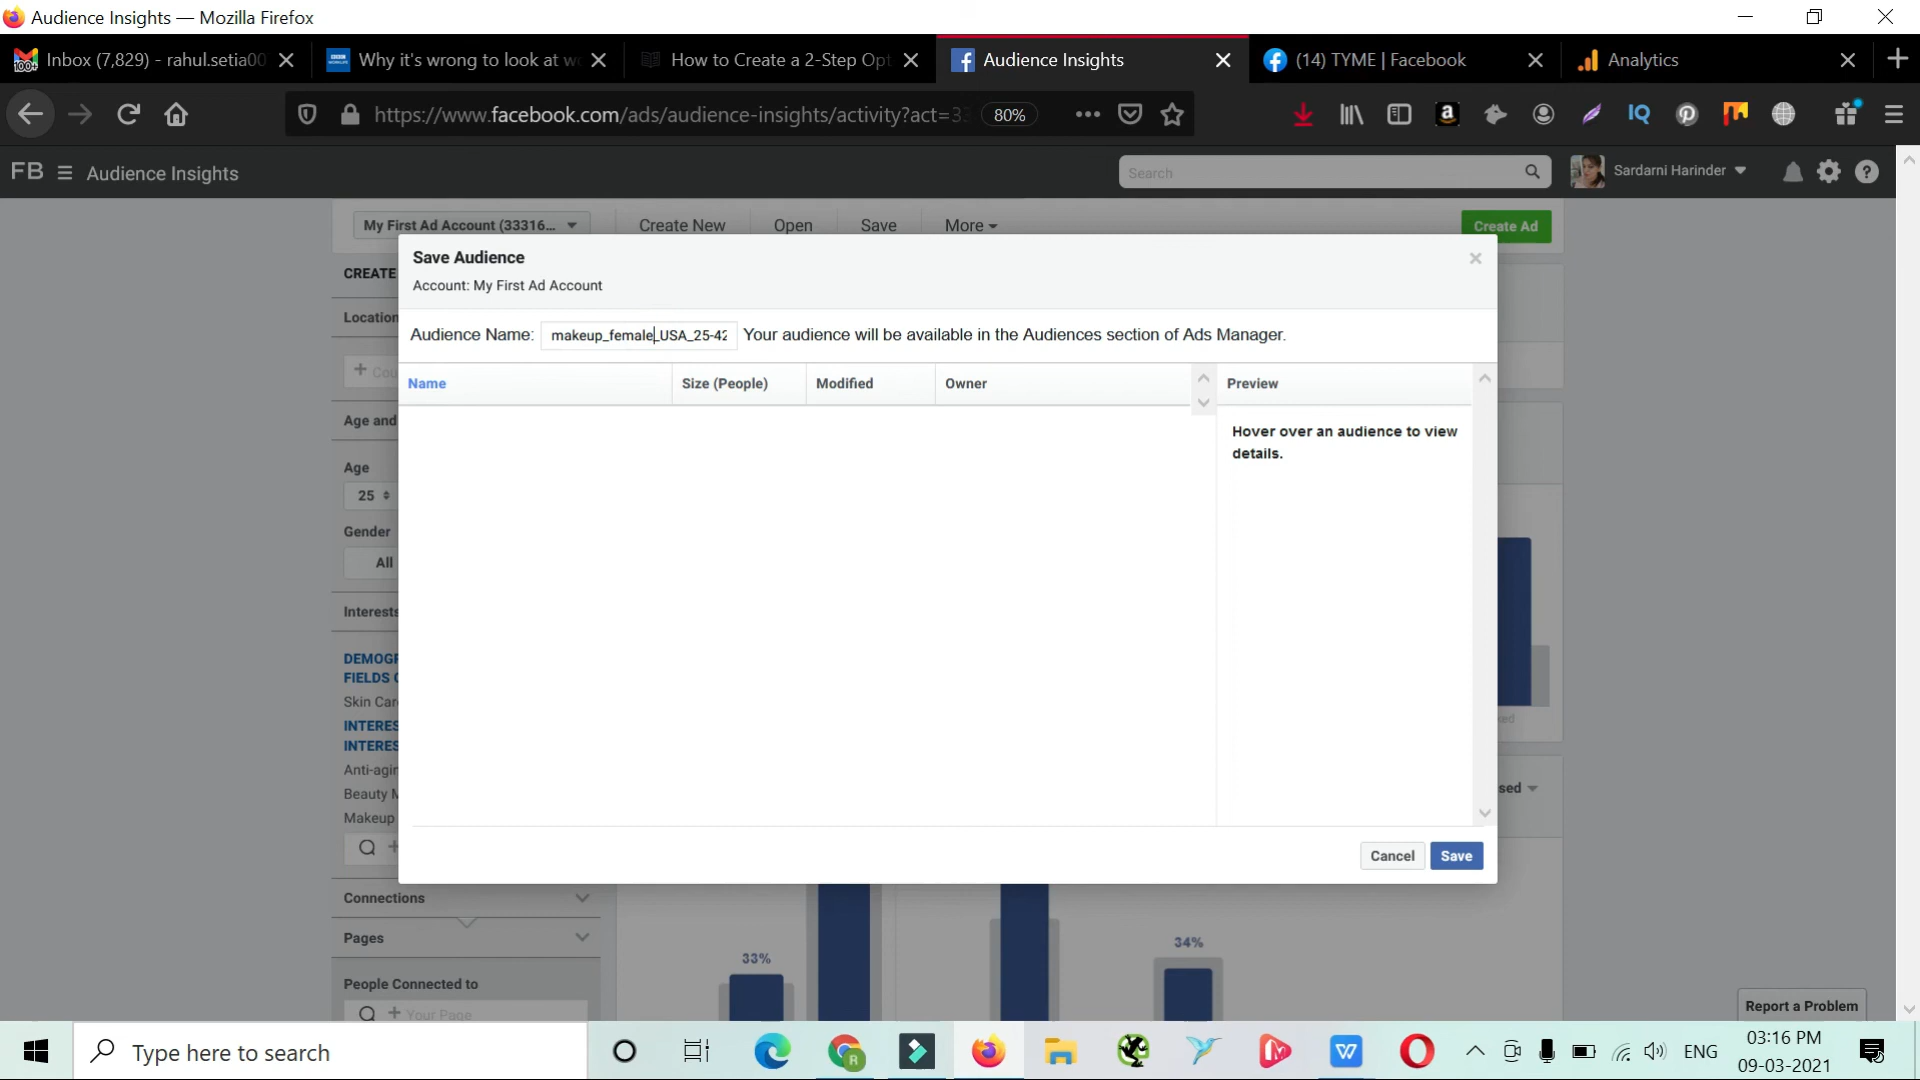 Audience Insights — Mozilla Firefox
Inbox (7,829) - rahul.setia00
Why it's wrong to look at w
How to Create a 2-Step Opt
Audience Insights
(14) TYME | Facebook
Analytics
https://www.facebook.com/ads/audience-insights/activity?act=33
80%
FB
Audience Insights
Search
Sardarni Harinder
My First Ad Account (33316...
Create New
Open
Save
More
Create Ad
Save Audience
Account: My First Ad Account
CREATE
Location
Audience Name:
makeup_female_USA_25-42
Your audience will be available in the Audiences section of Ads Manager.
Name
Size (People)
Modified
Owner
Preview
Hover over an audience to view
details.
Age and
Age
25
Gender
All
Interests
DEMOG
FIELDS
Skin Car
INTERES
INTERES
Anti-agin
Beauty
Makeup
sed
Cancel
Save
Connections
Pages
People Connected to
Your Page
33%
34%
Report a Problem
Type here to search
ENG
03:16 PM
09-03-2021